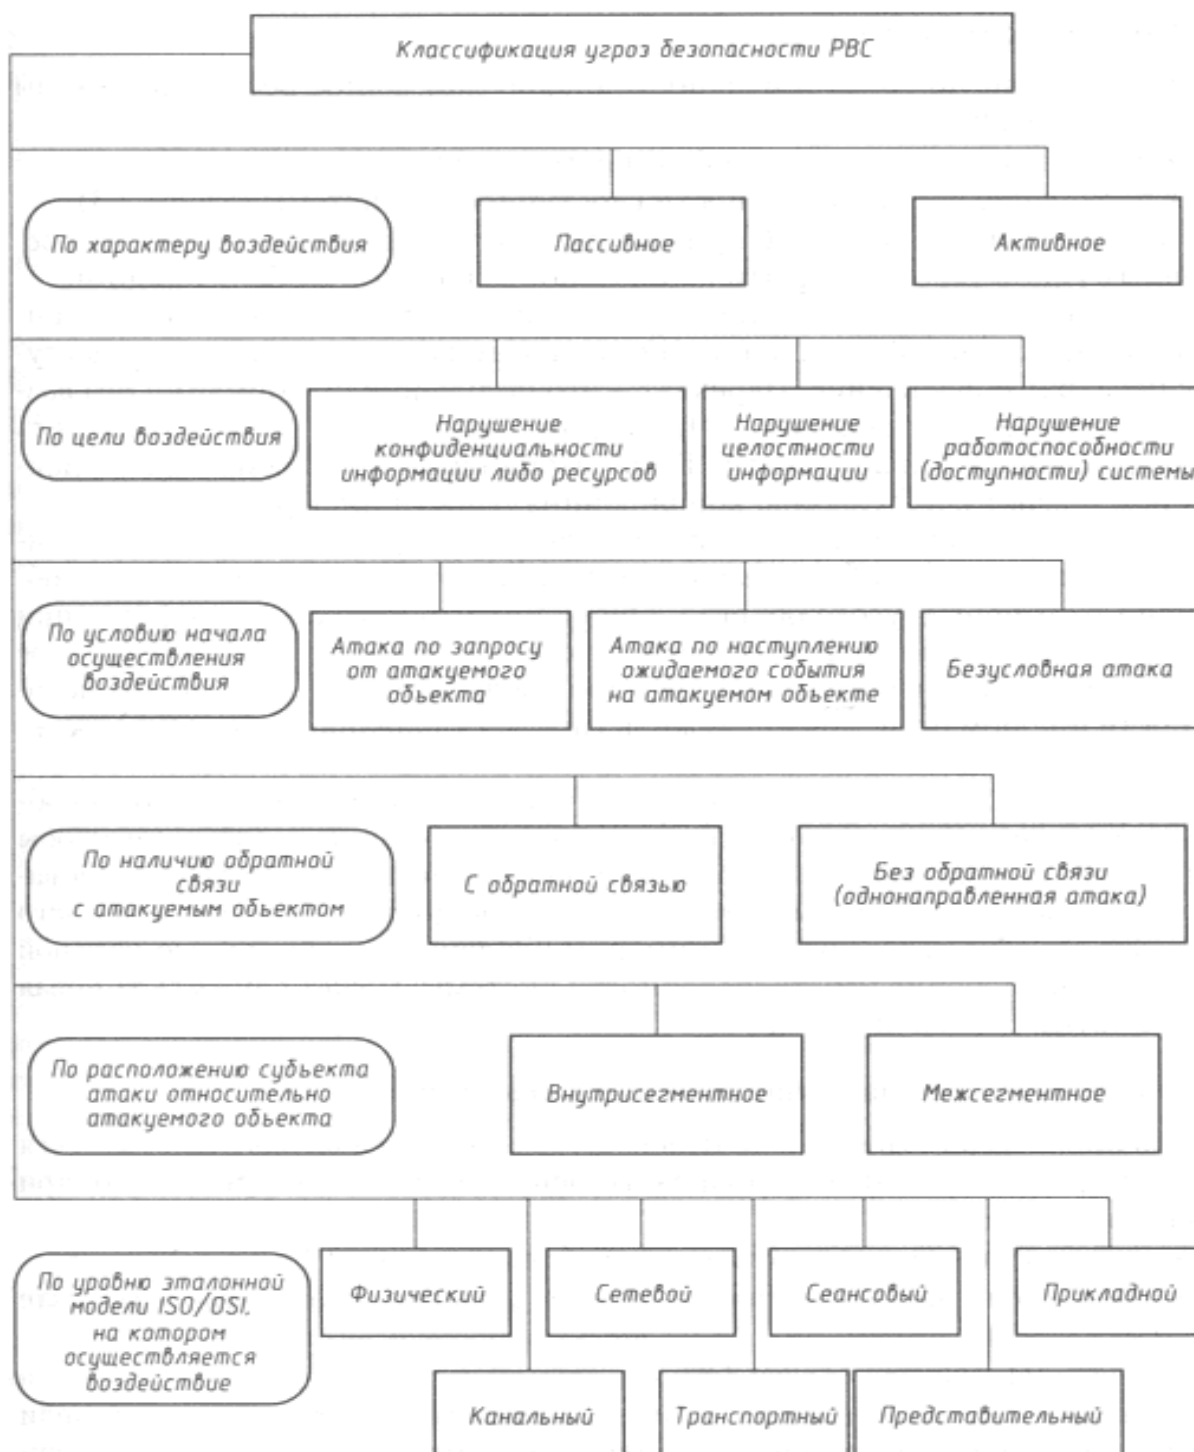 Классификация угроз безопасности РВС
По характеру воздействия
Пассивное
Активное
По цели воздействия
Нарушение
конфиденциальности
информации либо ресурсов
Нарушение
целостности
информации
Нарушение
работоспособности
(доступности) системы
По условию начала
осуществления
воздействия
Атака по запросу
от атакуемого
объекта
Атака по наступлению
ожидаемого события
на атакуемом объекте
Безусловная атака
По наличию обратной
связи
с атакуемым объектом
С обратной связью
Без обратной связи
(однонаправленная атака)
По расположению субъекта
атаки относительно
атакуемого объекта
Внутрисегментное
Межсегментное
По уровню эталонной
модели ISO/OSI,
на котором
осуществляется
воздействие
Физический
Сетевой
Сеансовый
Прикладной
Канальный
Транспортный
Представительный